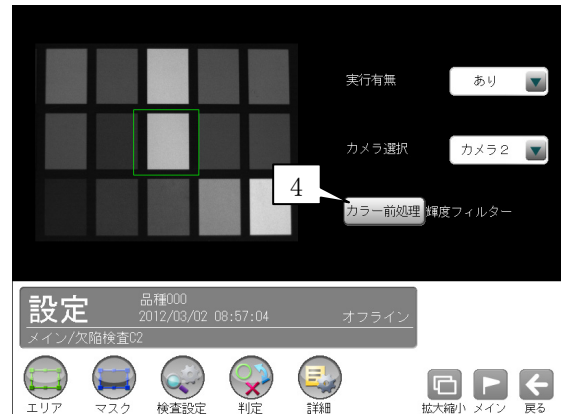 実行有無 あり
カメラ選択 カメラ2
4
カラー前処理 輝度フィルター
設定 品種000
2012/03/02 08:57:04 オフライン
メイン/欠陥検査C2
エリア マスク 検査設定 判定 詳細 拡大縮小 メイン 戻る